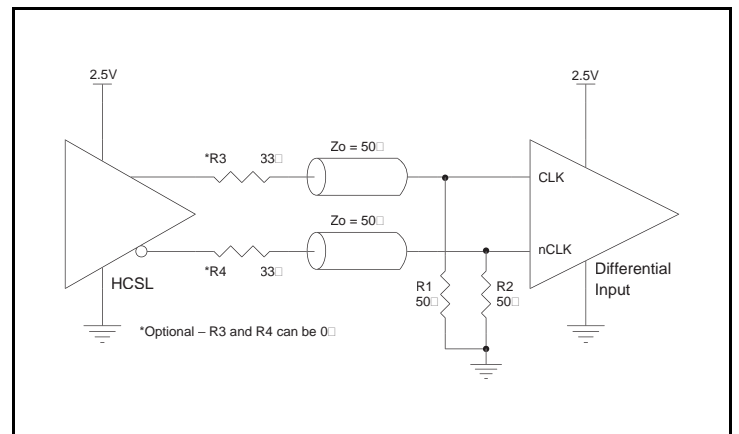 2.5V
2.5V
*R3 33□
Zo = 50□
CLK
Zo = 50□
nCLK
*R4 33□
HCSL
R1
50□
R2
50□
Differential
Input
*Optional – R3 and R4 can be 0□